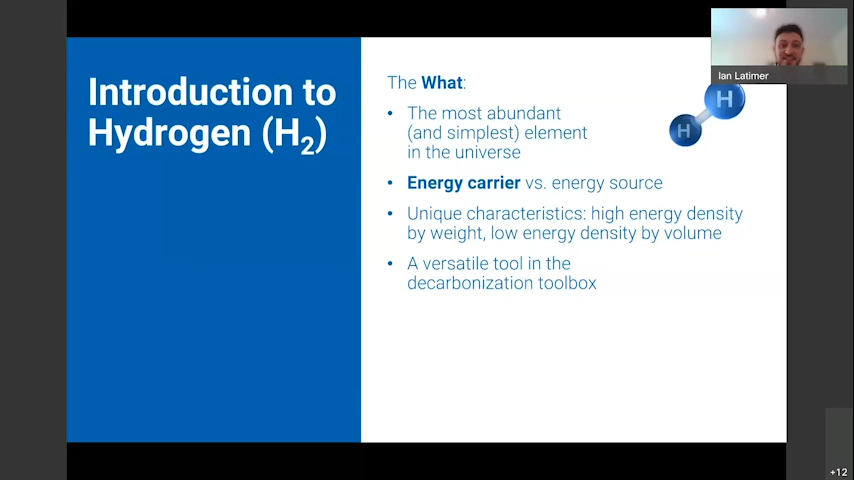 Introduction to
Hydrogen (H2)
The What:
• The most abundant
(and simplest) element
in the universe
• Energy carrier vs. energy source
• Unique characteristics: high energy density
by weight, low energy density by volume
• A versatile tool in the
decarbonization toolbox
H
H
Ian Latimer
+12